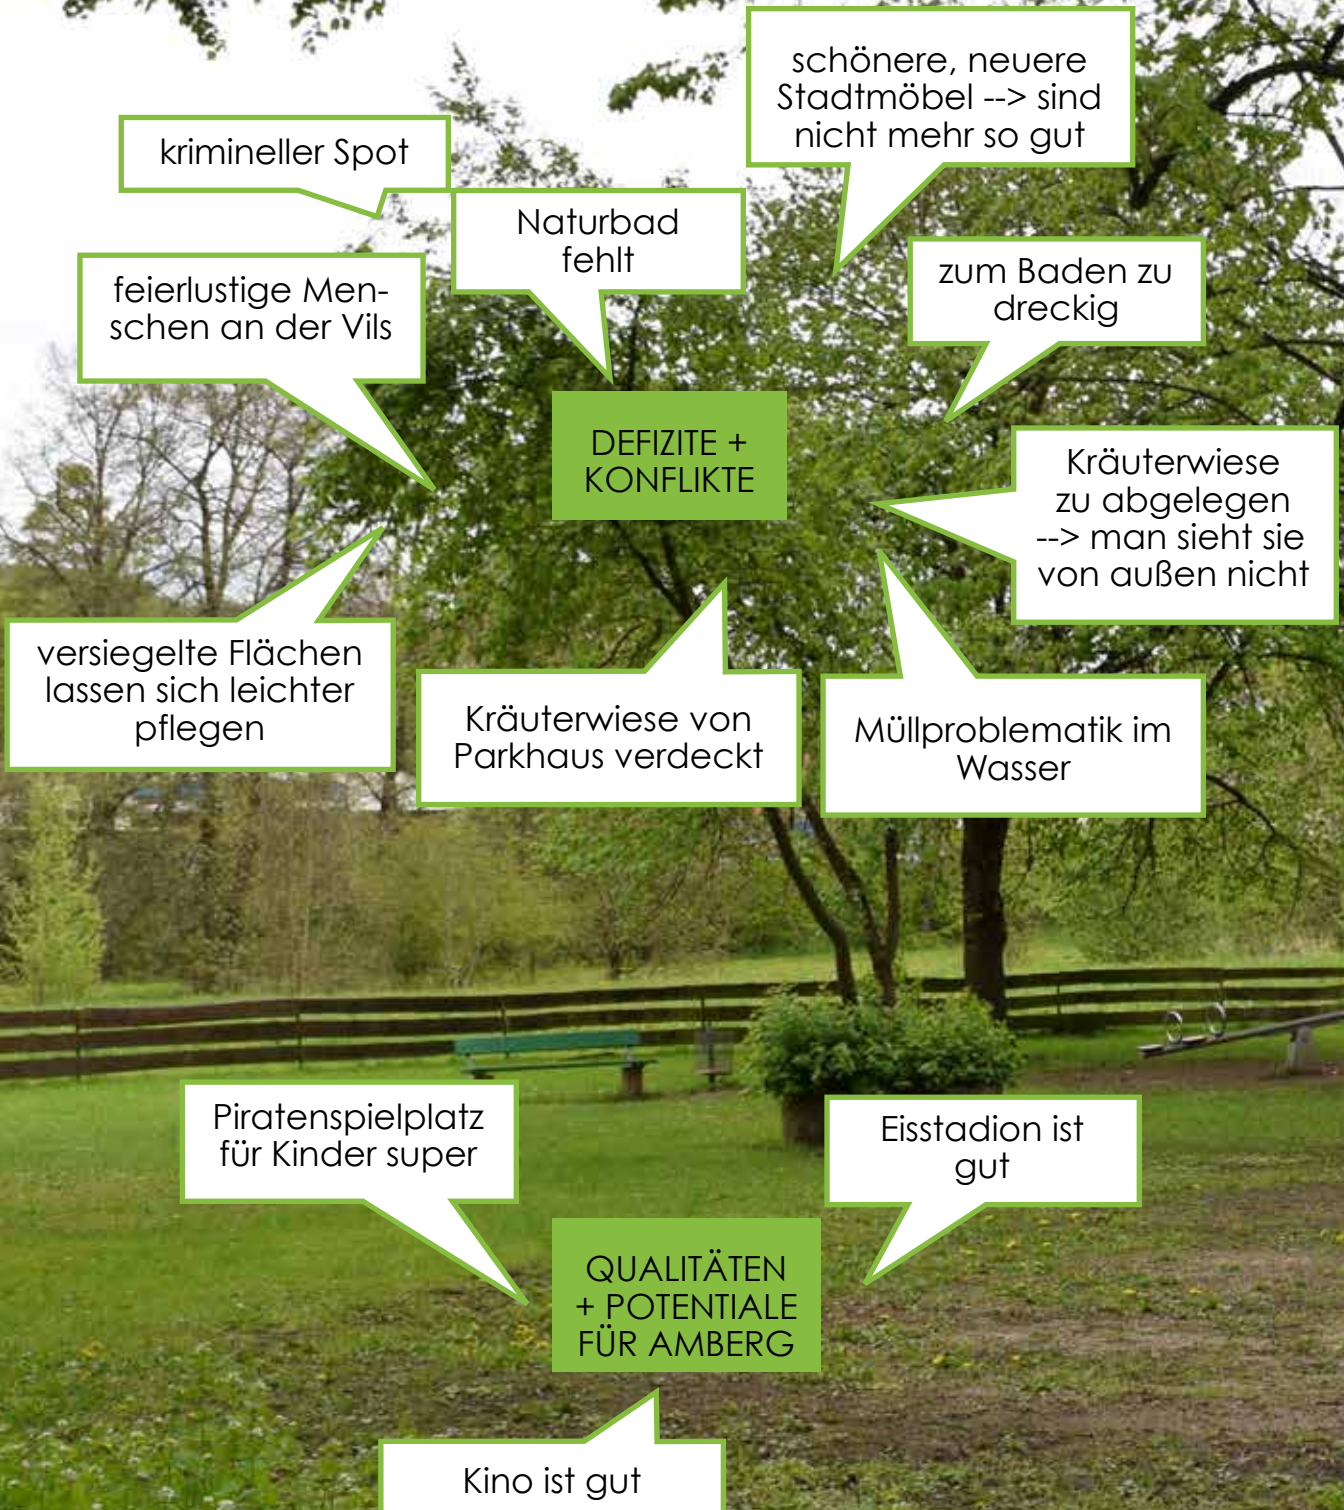 schönere, neuere
Stadtmöbel --> sind
nicht mehr so gut
krimineller Spot
Naturbad
fehlt
feierlustige Men-
schen an der Vils
zum Baden zu
dreckig
DEFIZITE +
KONFLIKTE
Kräuterwiese
zu abgelegen
--> man sieht sie
von außen nicht
versiegelte Flächen
lassen sich leichter
pflegen
Kräuterwiese von
Parkhaus verdeckt
Müllproblematik im
Wasser
Piratenspielplatz
für Kinder super
Eisstadion ist
gut
QUALITÄTEN
+ POTENTIALE
FÜR AMBERG
Kino ist gut